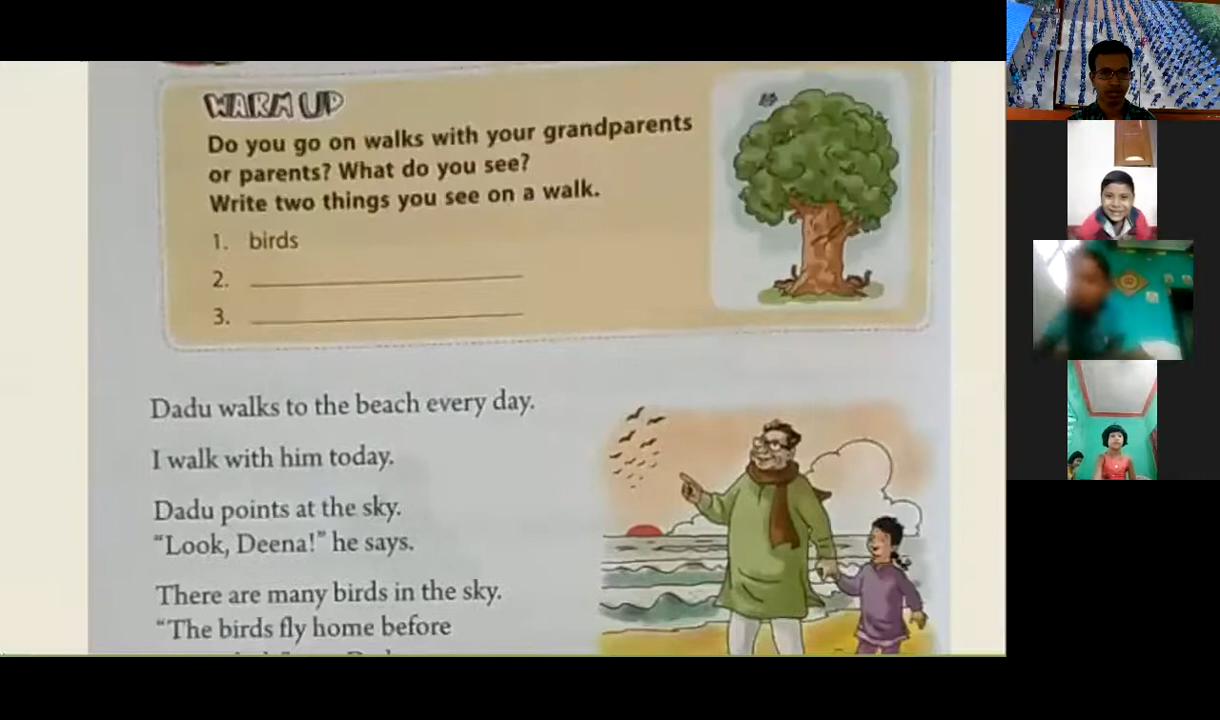 WARM UP
Do you go on walks with your grandparents
or parents? What do you see?
Write two things you see on a walk.
1. birds
2.
3.
Dadu walks to the beach every day.
I walk with him today.
Dadu points at the sky.
"Look, Deena!" he says.
There are many birds in the sky.
"The birds fly home before